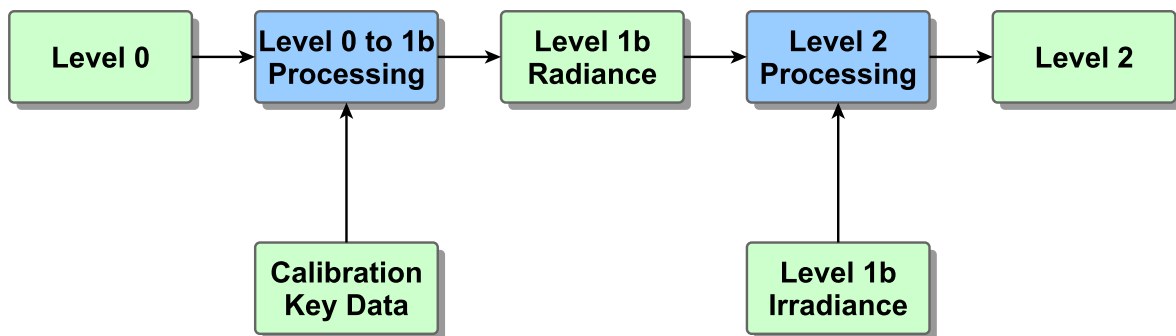 Level 0
Level 0 to 1b
Processing
Level 1b
Radiance
Level 2
Processing
Level 2
Calibration
Key Data
Level 1b
Irradiance